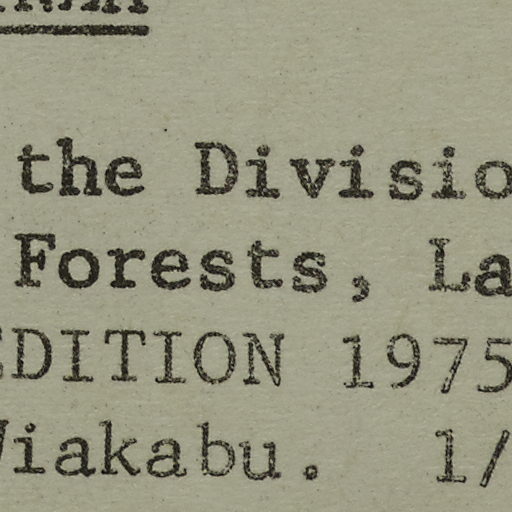 the Divisio
Forests, La
EDITION 1975
Wiakabu. 1/